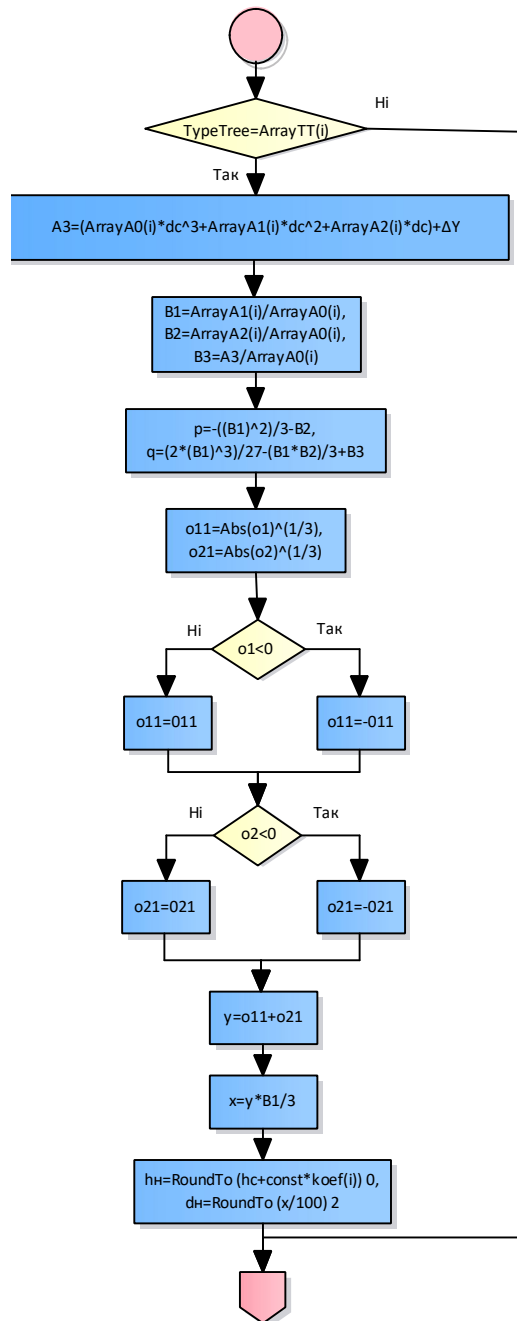 Ні
TypeTree=ArrayTT(i)
Так
A3=(ArrayA0(i)*dc^3+ArrayA1(i)*dc^2+ArrayA2(i)*dc)+ΔY
B1=ArrayA1(i)/ArrayA0(i),
B2=ArrayA2(i)/ArrayA0(i),
B3=A3/ArrayA0(i)
p=-((B1)^2)/3-B2,
q=(2*(B1)^3)/27-(B1*B2)/3+B3
o11=Abs(o1)^(1/3),
o21=Abs(o2)^(1/3)
Ні
Так
o1<0
o11=011
o11=-011
Ні
Так
o2<0
o21=021
o21=-021
y=o11+o21
x=y*B1/3
hн=RoundTo (hc+const*koef(i)) 0,
dн=RoundTo (x/100) 2